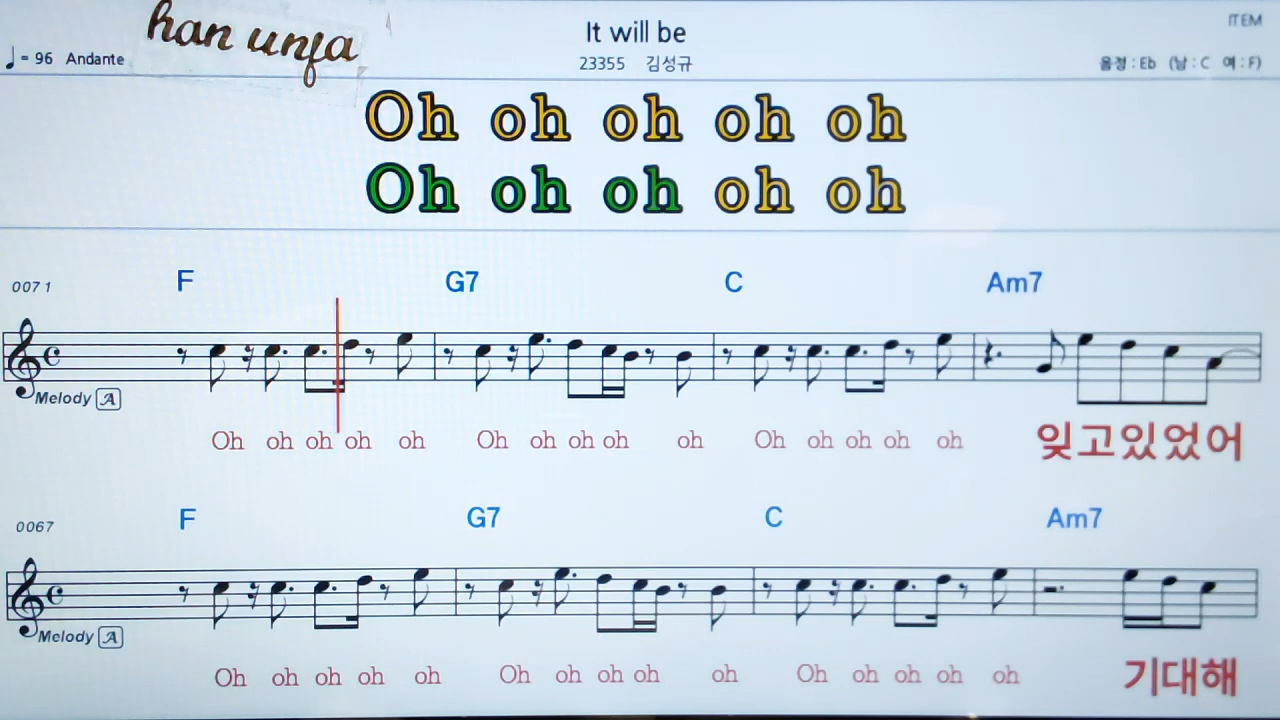 han unja
It will be
ITEM
♩ = 96 Andante
23355 김성규
음정 : Eb (남 : C 여 : F)
Oh oh oh oh oh
Oh oh oh oh oh
0071
F G7 C Am7
Melody A
Oh oh oh oh oh Oh oh oh oh oh Oh oh oh oh oh 잊고있었어
0067
F G7 C Am7
Melody A
Oh oh oh oh oh Oh oh oh oh oh Oh oh oh oh oh 기대해